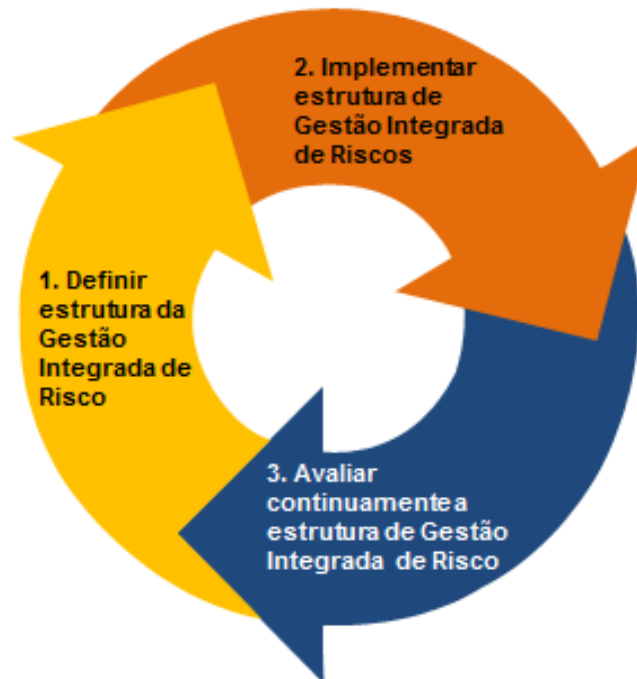 1. Definir
estrutura da
Gestão
Integrada de
Risco
2. Implementar
estrutura de
Gestão Integrada
de Riscos
3. Avaliar
continuamente a
estrutura de Gestão
Integrada de Risco